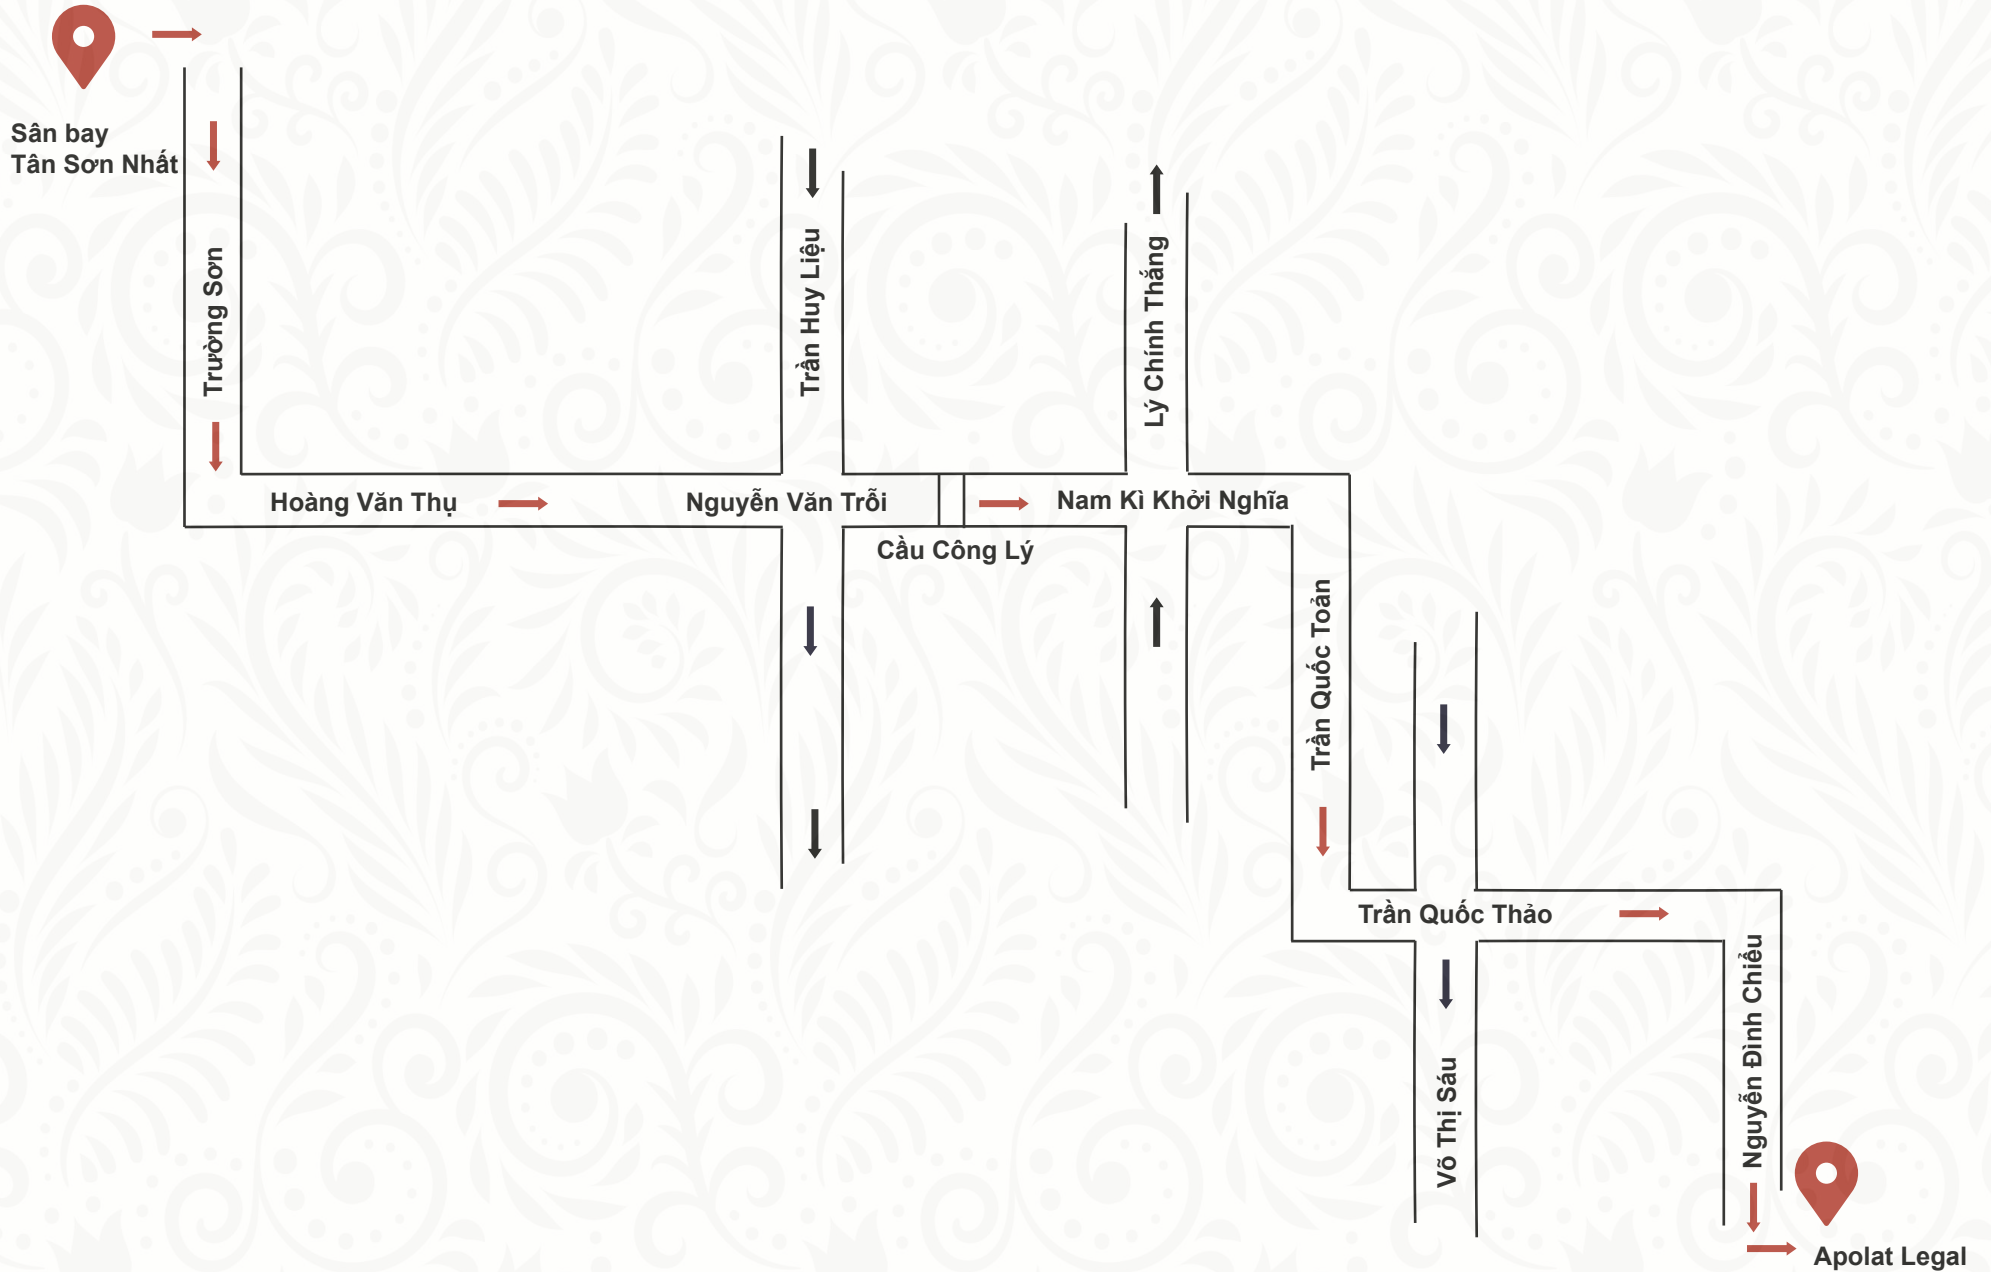 Sân bay
Tân Sơn Nhất
Trường Sơn
Trần Huy Liệu
Lý Chính Thắng
Hoàng Văn Thụ
Nguyễn Văn Trỗi
Nam Kì Khởi Nghĩa
Cầu Công Lý
Trần Quốc Toản
Trần Quốc Thảo
Võ Thị Sáu
Nguyễn Đình Chiểu
Apolat Legal